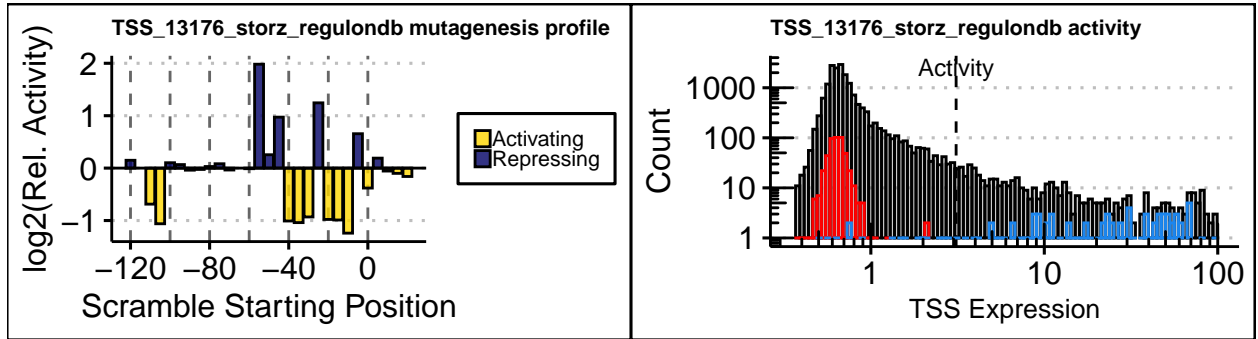 TSS_13176_storz_regulondb mutagenesis profile
log2(Rel. Activity)
2
1
0
−1
−120
−80
−40
0
Scramble Starting Position
Activating
Repressing
TSS_13176_storz_regulondb activity
Activity
Count
1000
100
10
1
1
10
100
TSS Expression